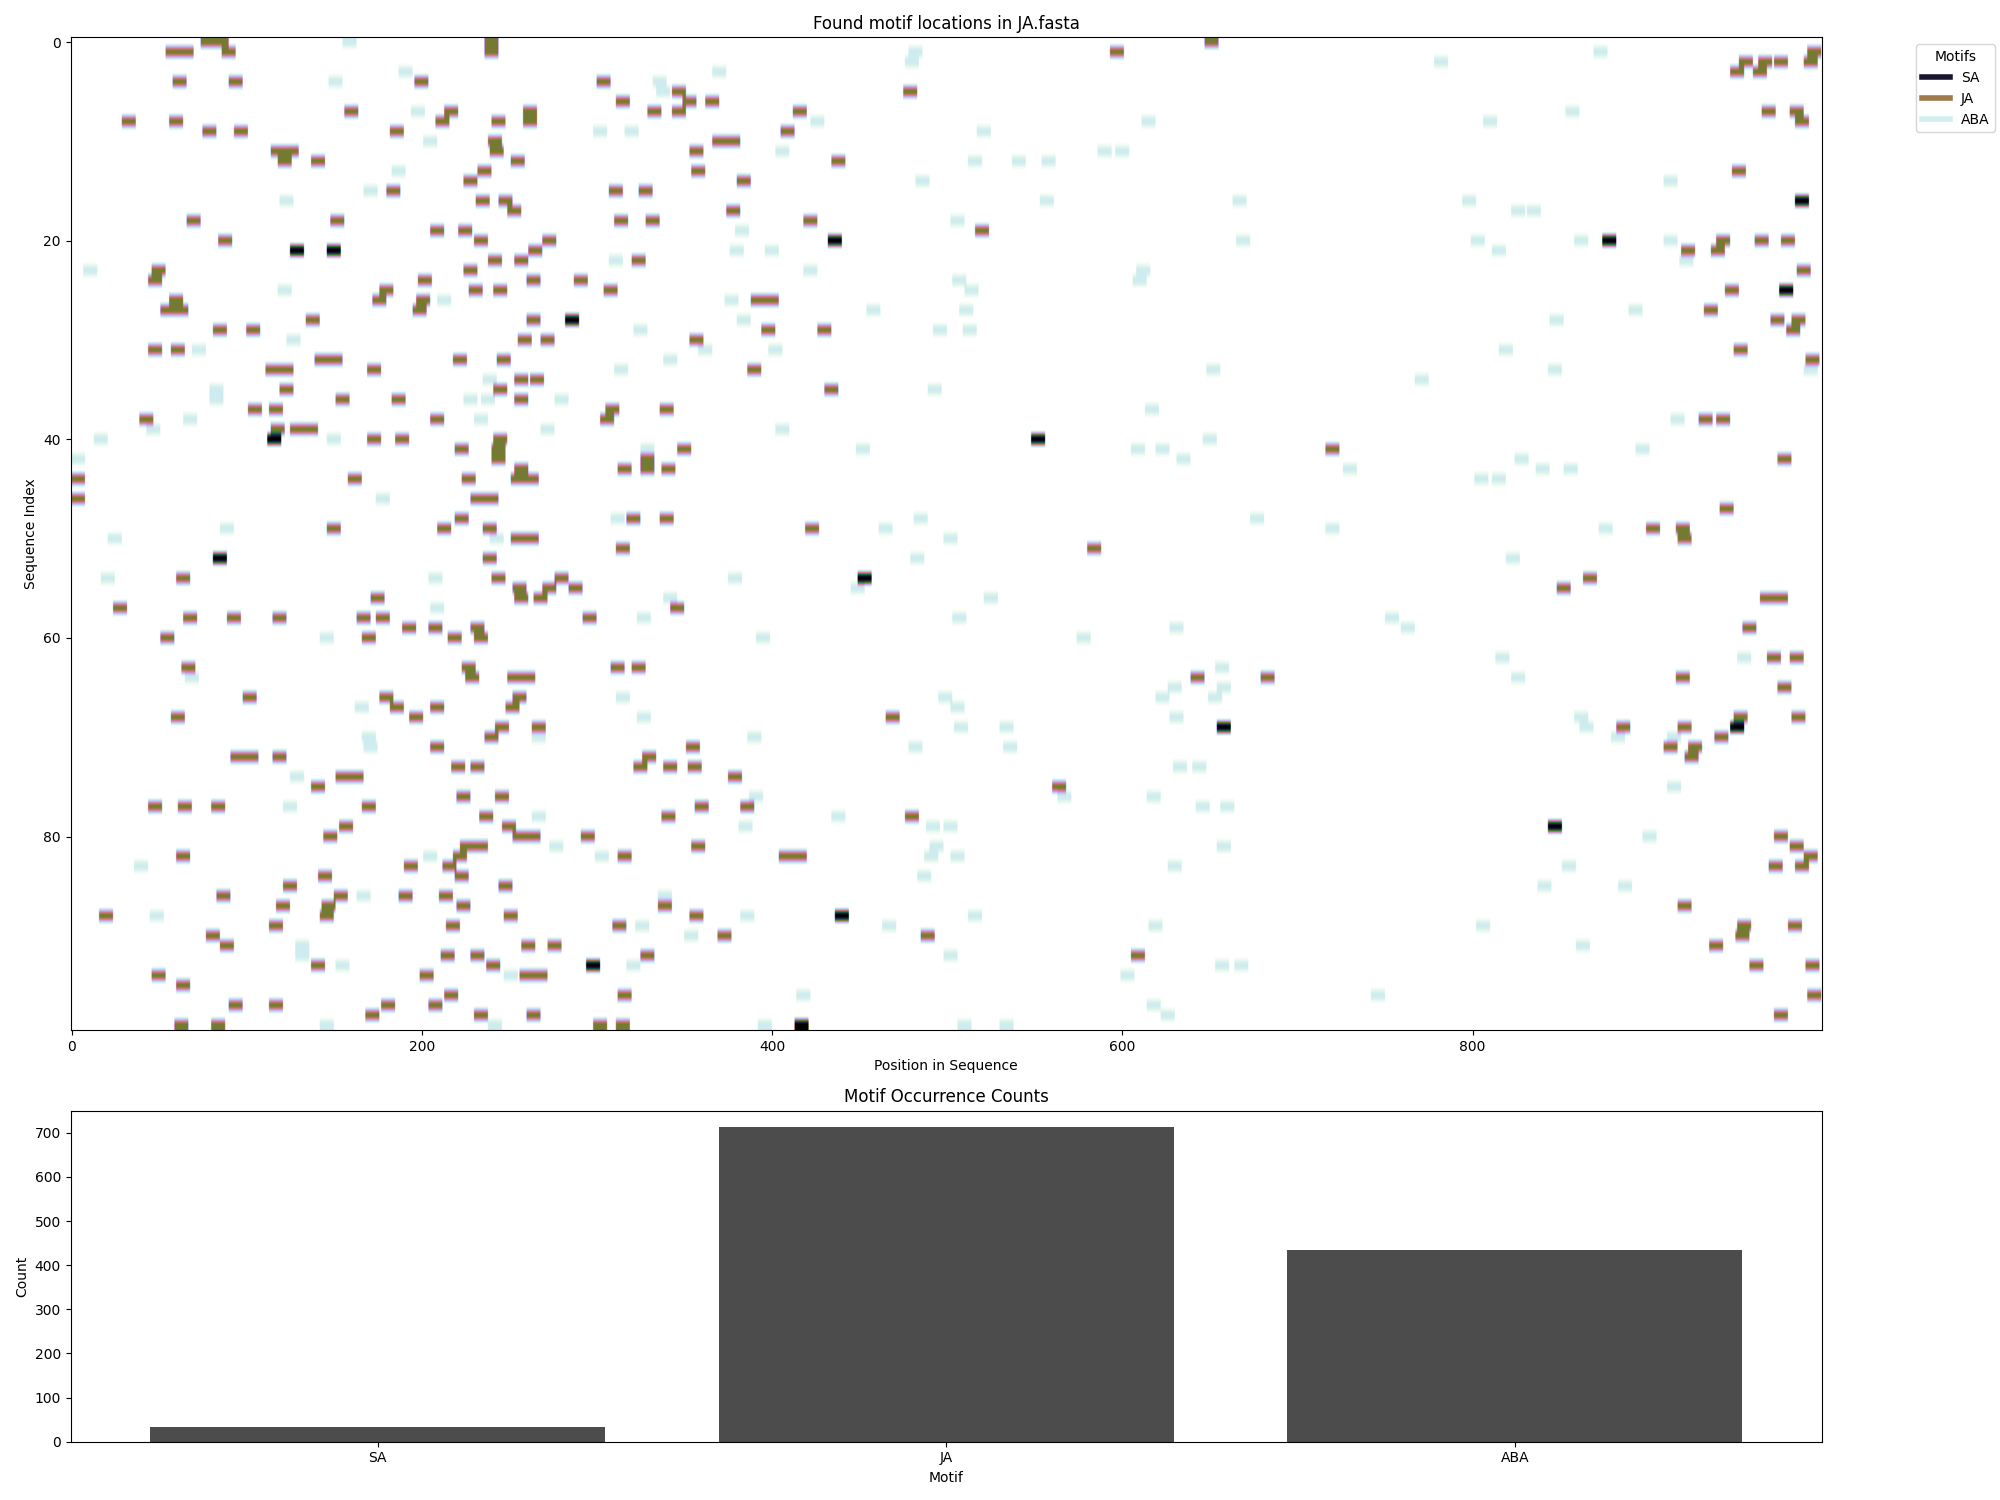 Found motif locations in JA.fasta
Motifs
SA
JA
ABA
Sequence Index
0
20
40
60
80
0 200 400 600 800
Position in Sequence
Motif Occurrence Counts
Count
700
600
500
400
300
200
100
0
SA JA ABA
Motif